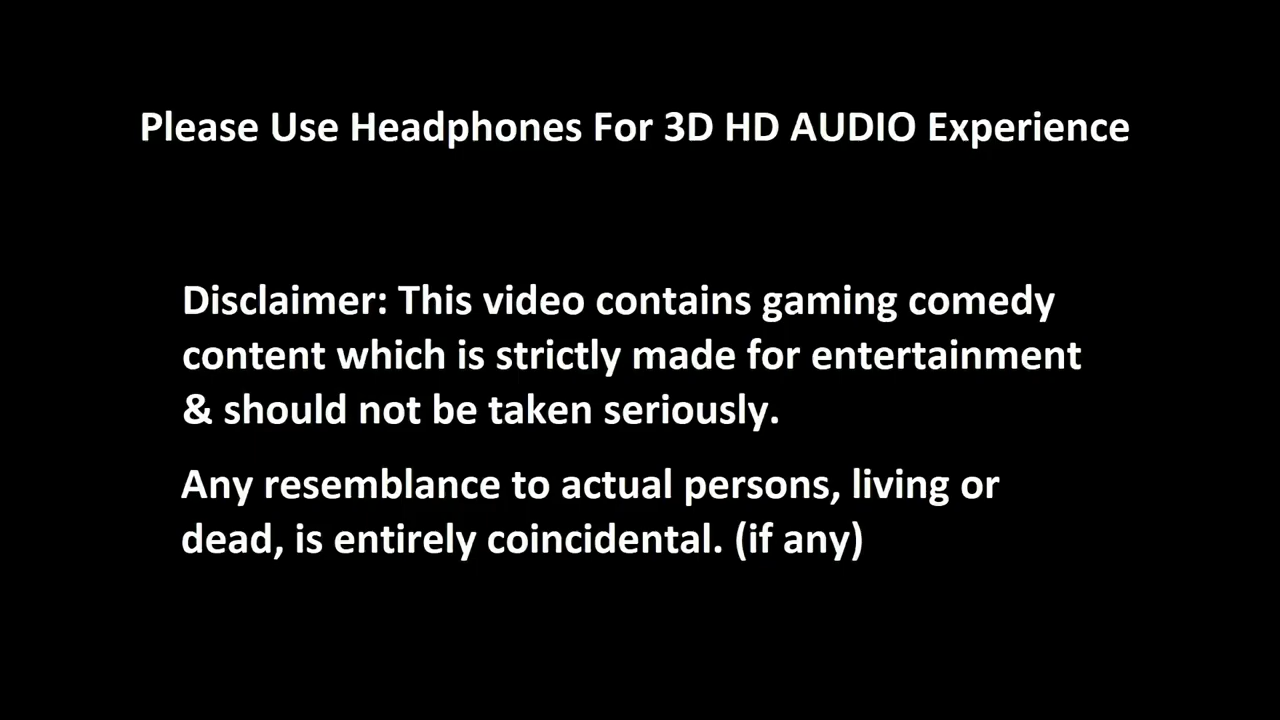 Please Use Headphones For 3D HD AUDIO Experience
Disclaimer: This video contains gaming comedy
content which is strictly made for entertainment
& should not be taken seriously.
Any resemblance to actual persons, living or
dead, is entirely coincidental. (if any)